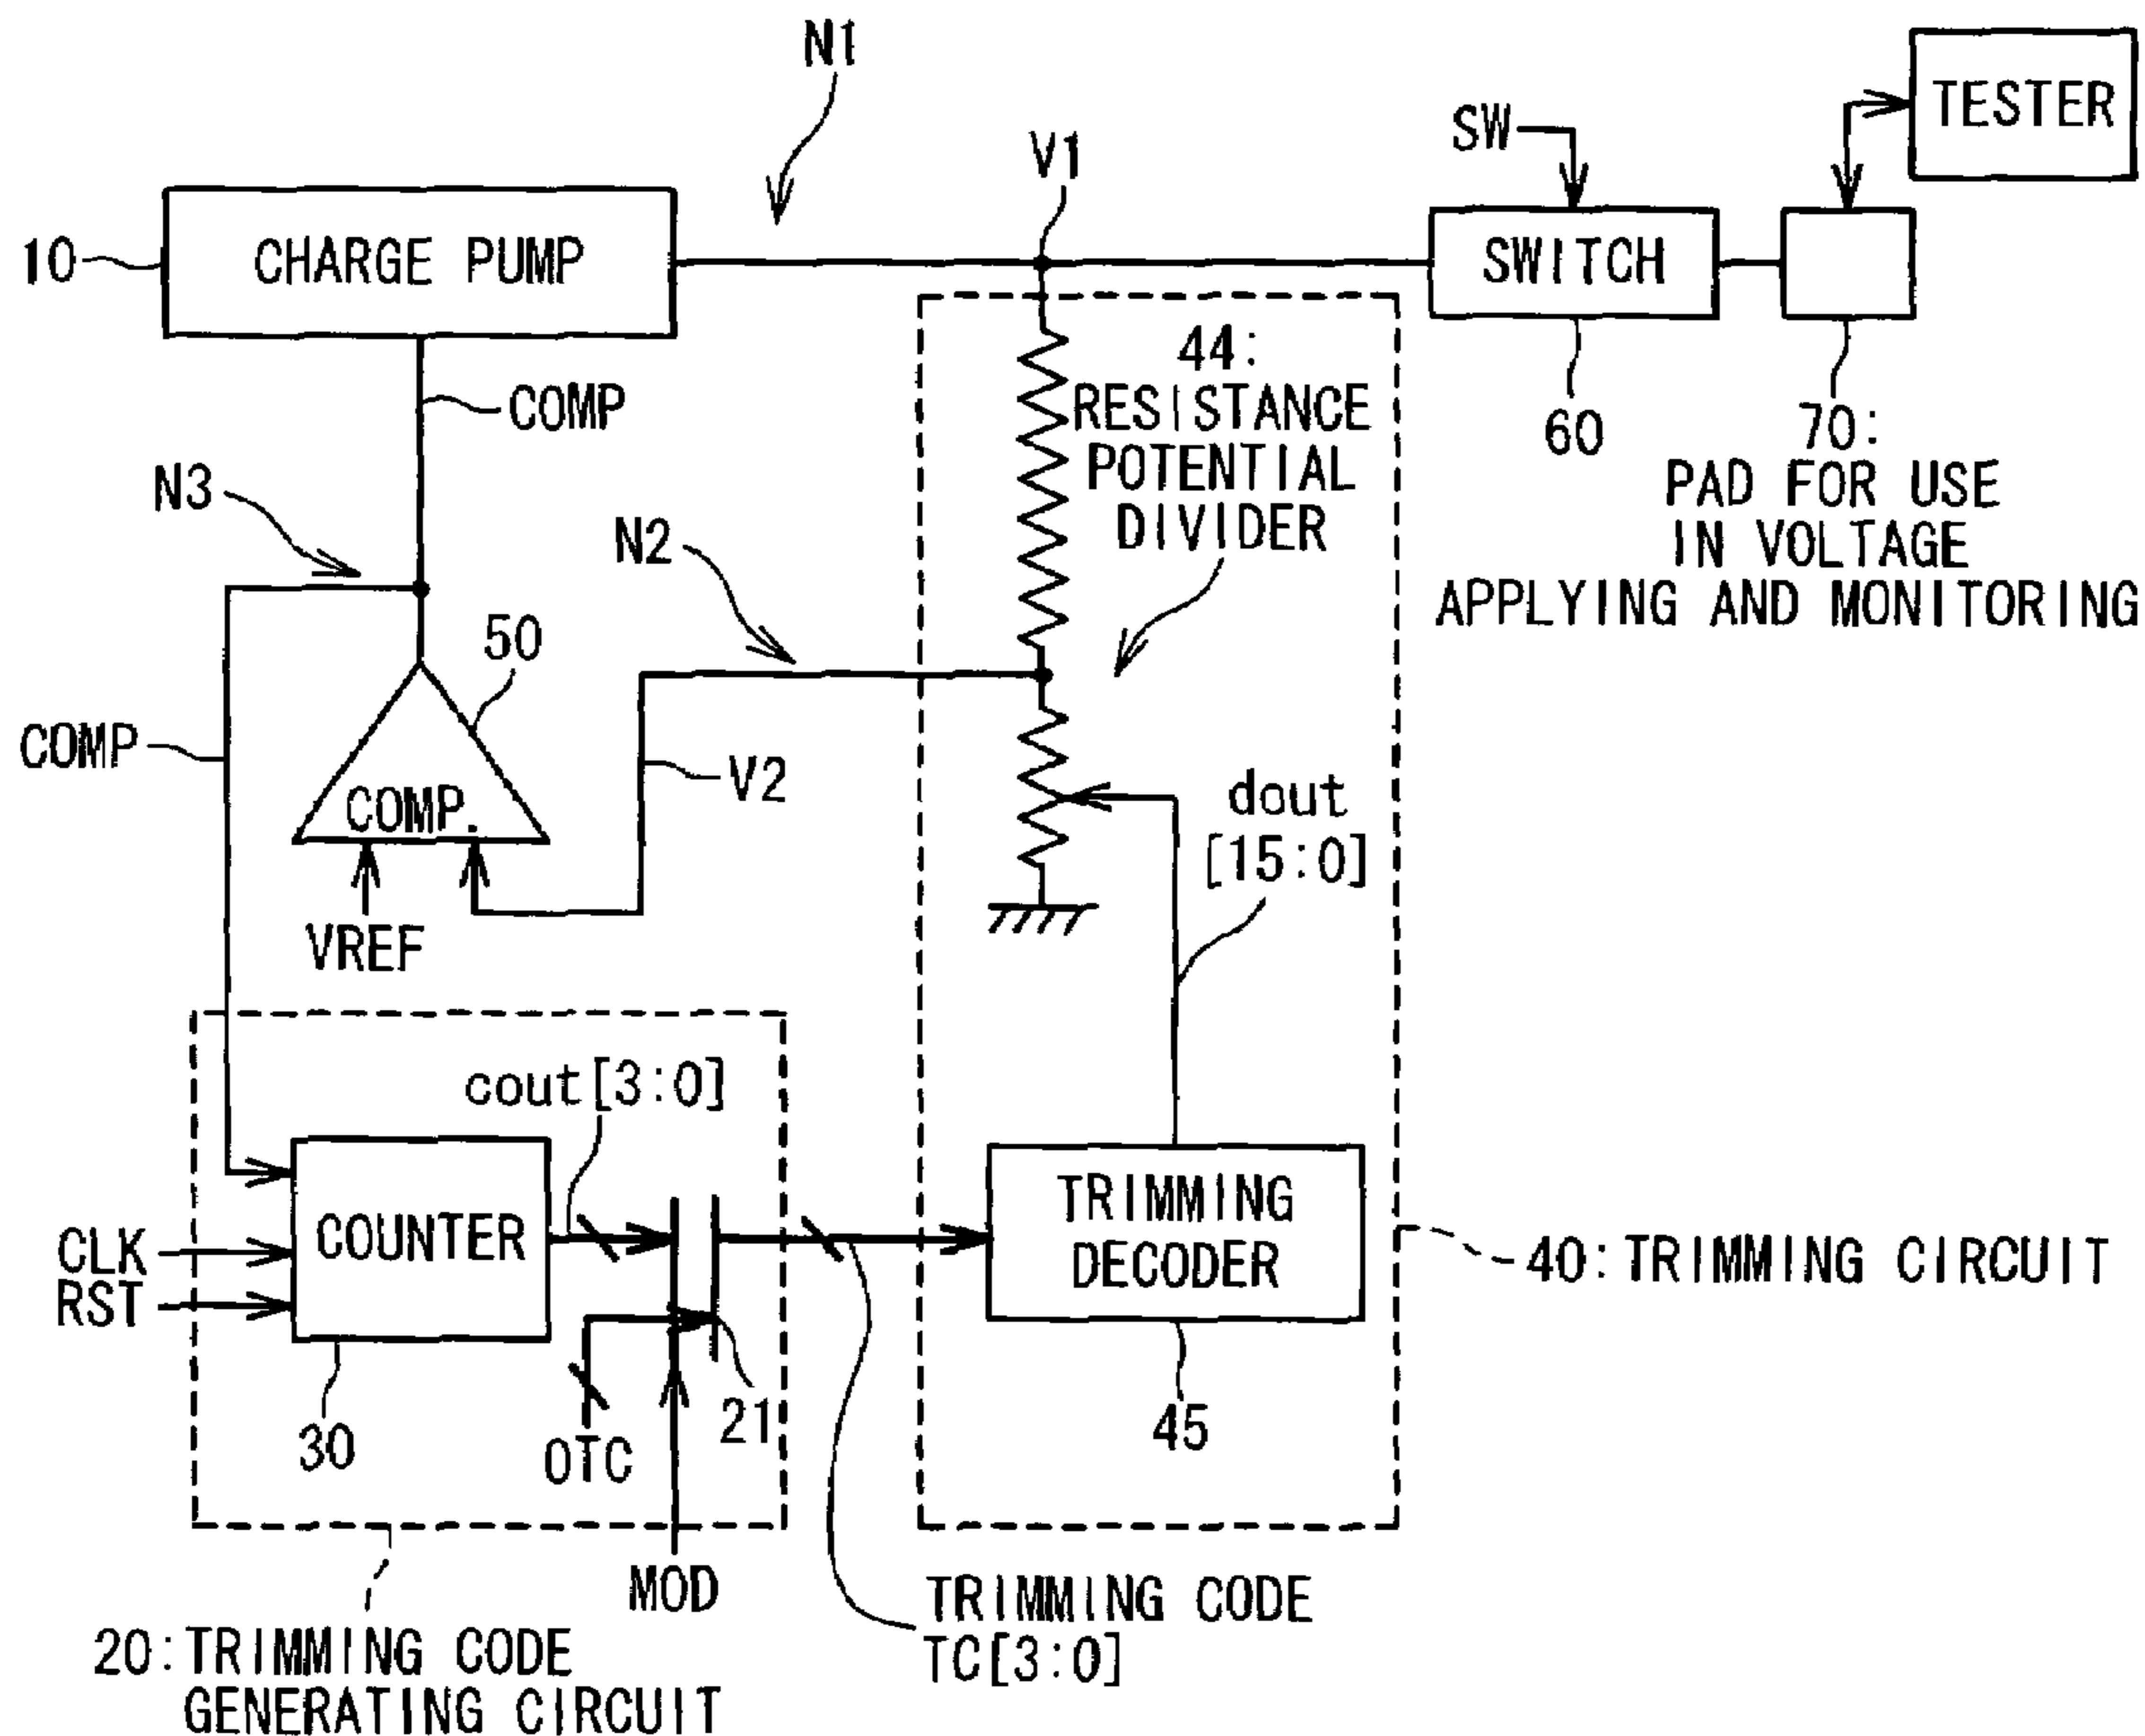 N1
TESTER
SW
V1
10
CHARGE PUMP
SWITCH
44:
RESISTANCE
POTENTIAL
DIVIDER
COMP
60
70:
PAD FOR USE
IN VOLTAGE
APPLYING AND MONITORING
N3
N2
50
COMP
V2
COMP.
dout
[15:0]
VREF
cout[3:0]
COUNTER
TRIMMING
DECODER
CLK
RST
40:TRIMMING CIRCUIT
30
OTC
21
45
MOD
TRIMMING CODE
TC[3:0]
20:TRIMMING CODE
GENERATING CIRCUIT